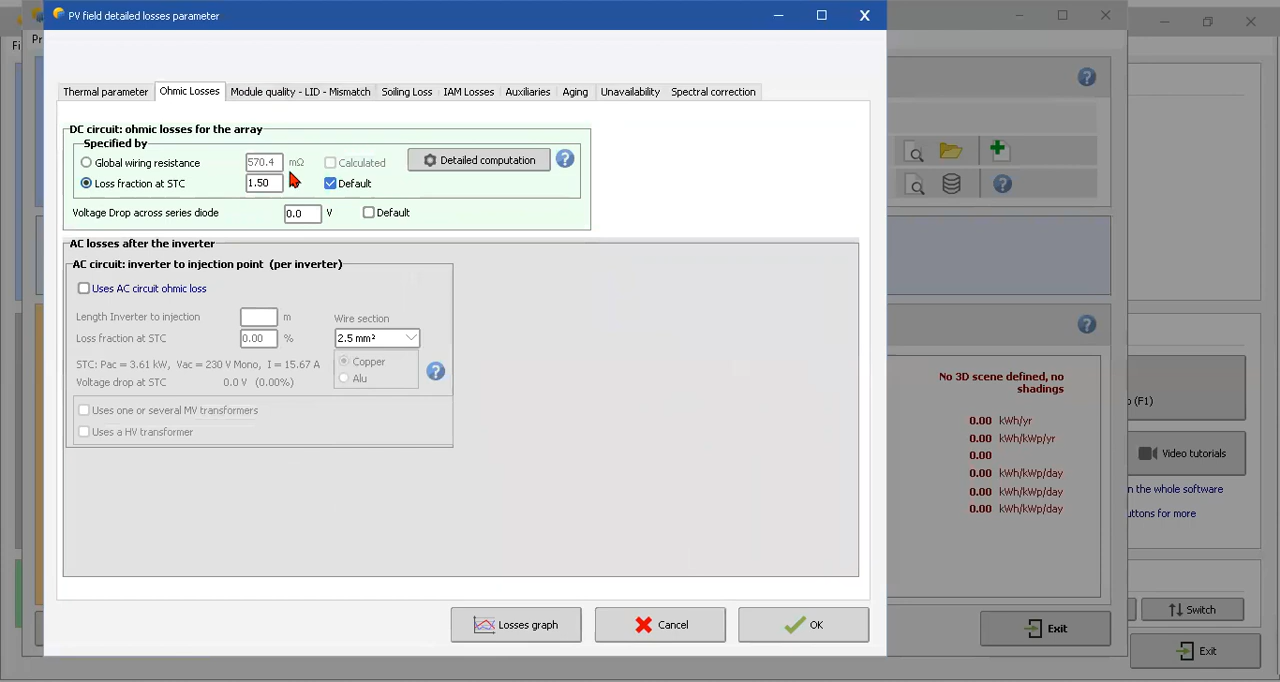 PV field detailed losses parameter
Fi
Pr
Thermal parameter Ohmic Losses Module quality - LID - Mismatch Soiling Loss IAM Losses Auxiliaries Aging Unavailability Spectral correction
DC circuit: ohmic losses for the array
Specified by
Global wiring resistance 570.4 mΩ Calculated Detailed computation
Loss fraction at STC 1.50 Default
Voltage Drop across series diode 0.0 V Default
AC losses after the inverter
AC circuit: inverter to injection point (per inverter)
Uses AC circuit ohmic loss
Length Inverter to injection m Wire section
Loss fraction at STC 0.00 % 2.5 mm²
STC: Pac = 3.61 kW, Vac = 230 V Mono, I = 15.67 A Copper
Voltage drop at STC 0.0 V (0.00%) Alu
Uses one or several MV transformers
Uses a HV transformer
No 3D scene defined, no
shadings
0.00 kWh/yr
0.00 kWh/kWp/yr
0.00
0.00 kWh/kWp/day
0.00 kWh/kWp/day
0.00 kWh/kWp/day
p (F1)
Video tutorials
n the whole software
uttons for more
Switch
Losses graph Cancel OK Exit
Exit